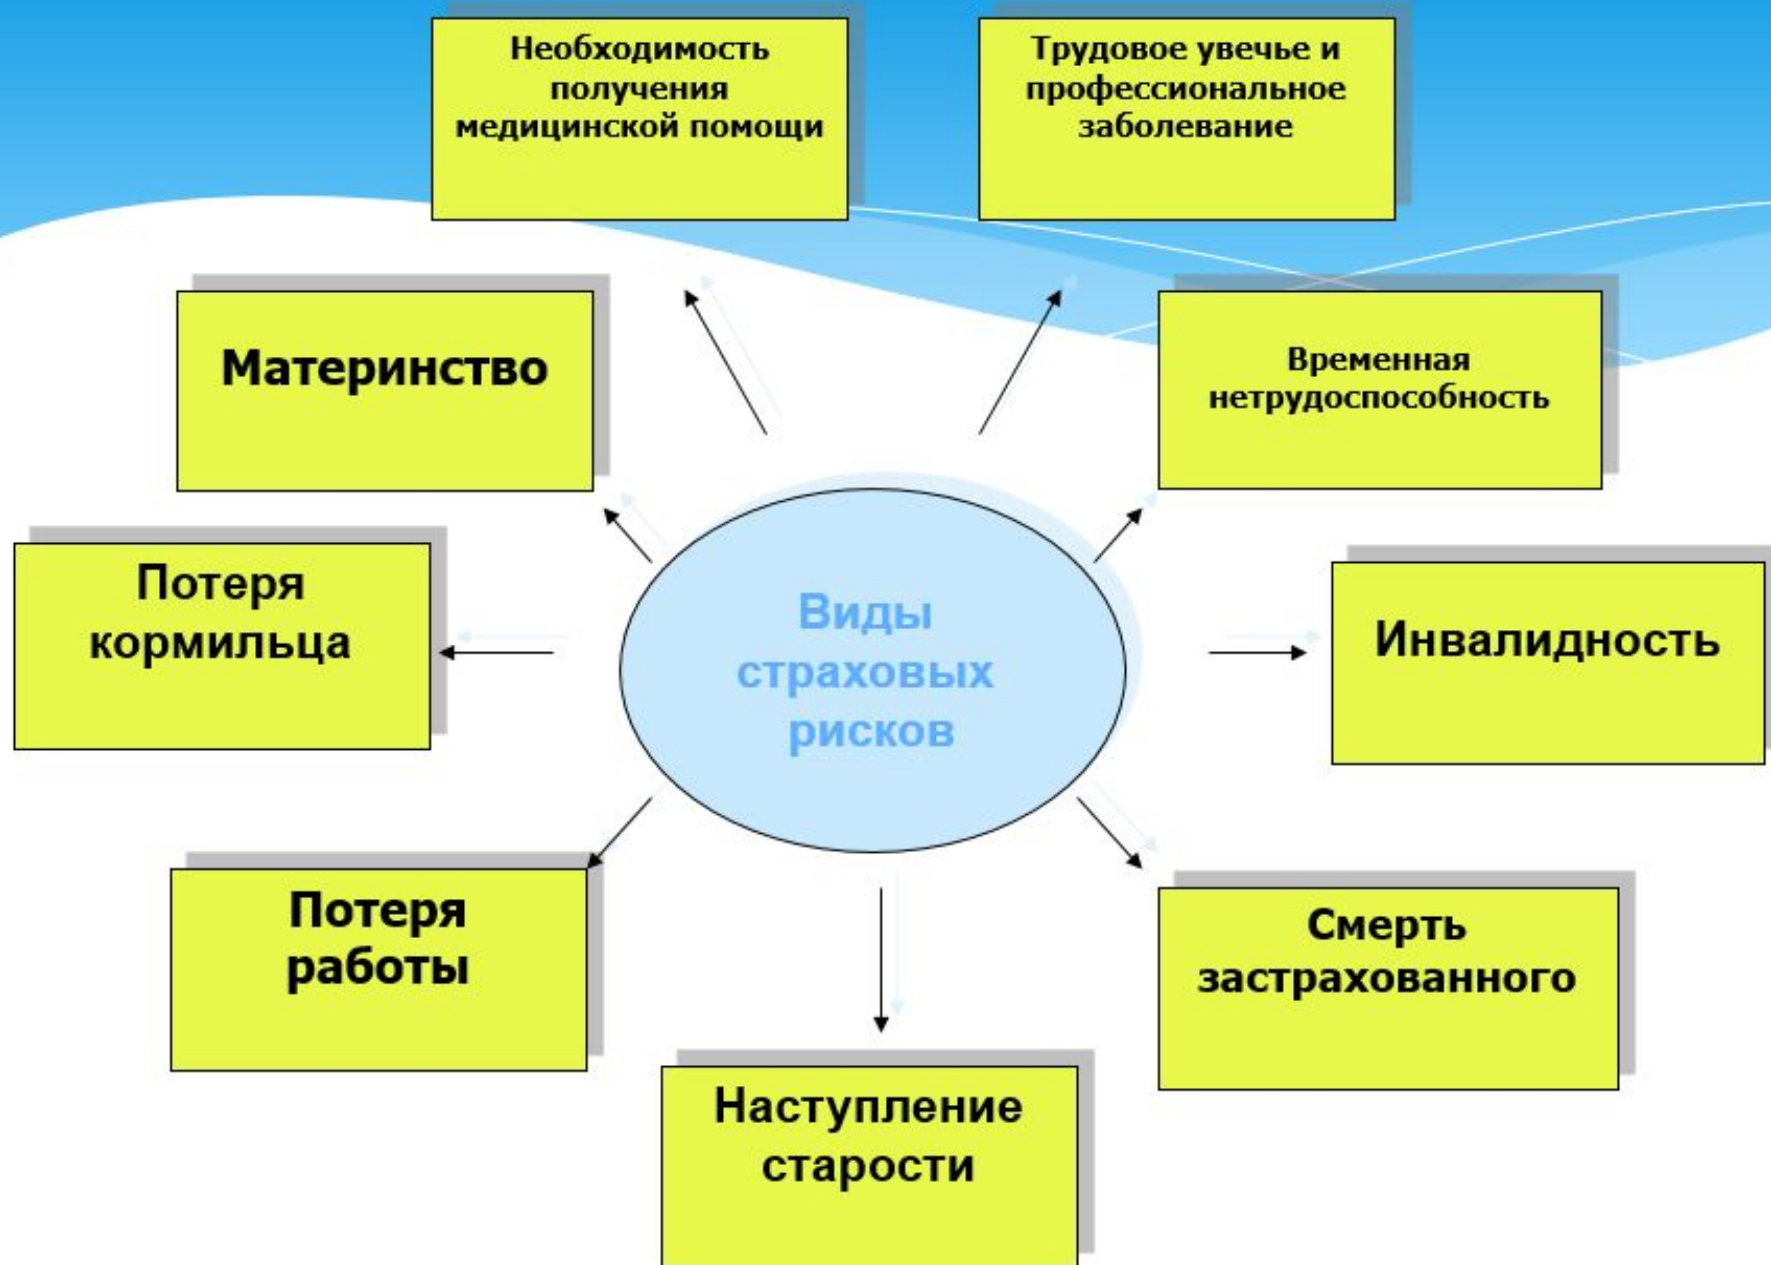 Необходимость
получения
медицинской помощи
Трудовое увечье и
профессиональное
заболевание
Материнство
Временная
нетрудоспособность
Потеря
кормильца
Виды
страховых
рисков
Инвалидность
Потеря
работы
Смерть
застрахованного
Наступление
старости